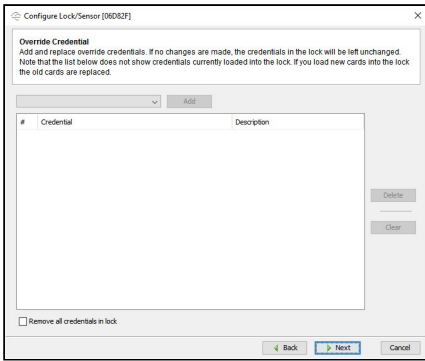 Configure Lock/Sensor [06D82F]
Override Credential
Add and replace override credentials. If no changes are made, the credentials in the lock will be left unchanged.
Note that the list below does not show credentials currently loaded into the lock. If you load new cards into the lock
the old cards are replaced.
Add
# Credential Description
Delete
Clear
Remove all credentials in lock
Back Next Cancel